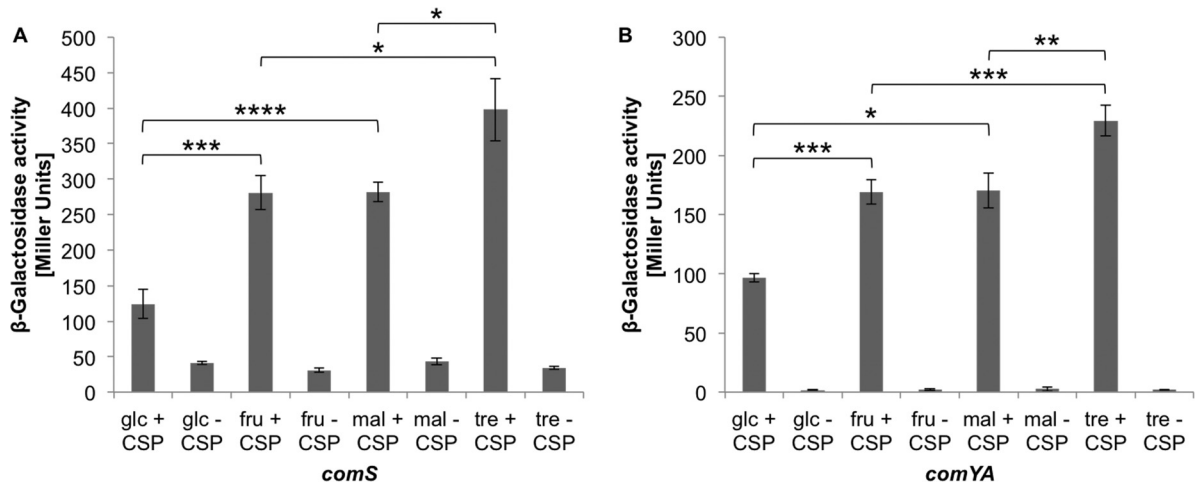 A
β-Galactosidase activity
[Miller Units]
500
450
400
350
300
250
200
150
100
50
0
*
*
****
***
glc + glc - fru + fru - mal + mal - tre + tre -
CSP CSP CSP CSP CSP CSP CSP CSP
comS
B
β-Galactosidase activity
[Miller Units]
300
250
200
150
100
50
0
**
***
*
***
glc + glc - fru + fru - mal + mal - tre + tre -
CSP CSP CSP CSP CSP CSP CSP CSP
comYA